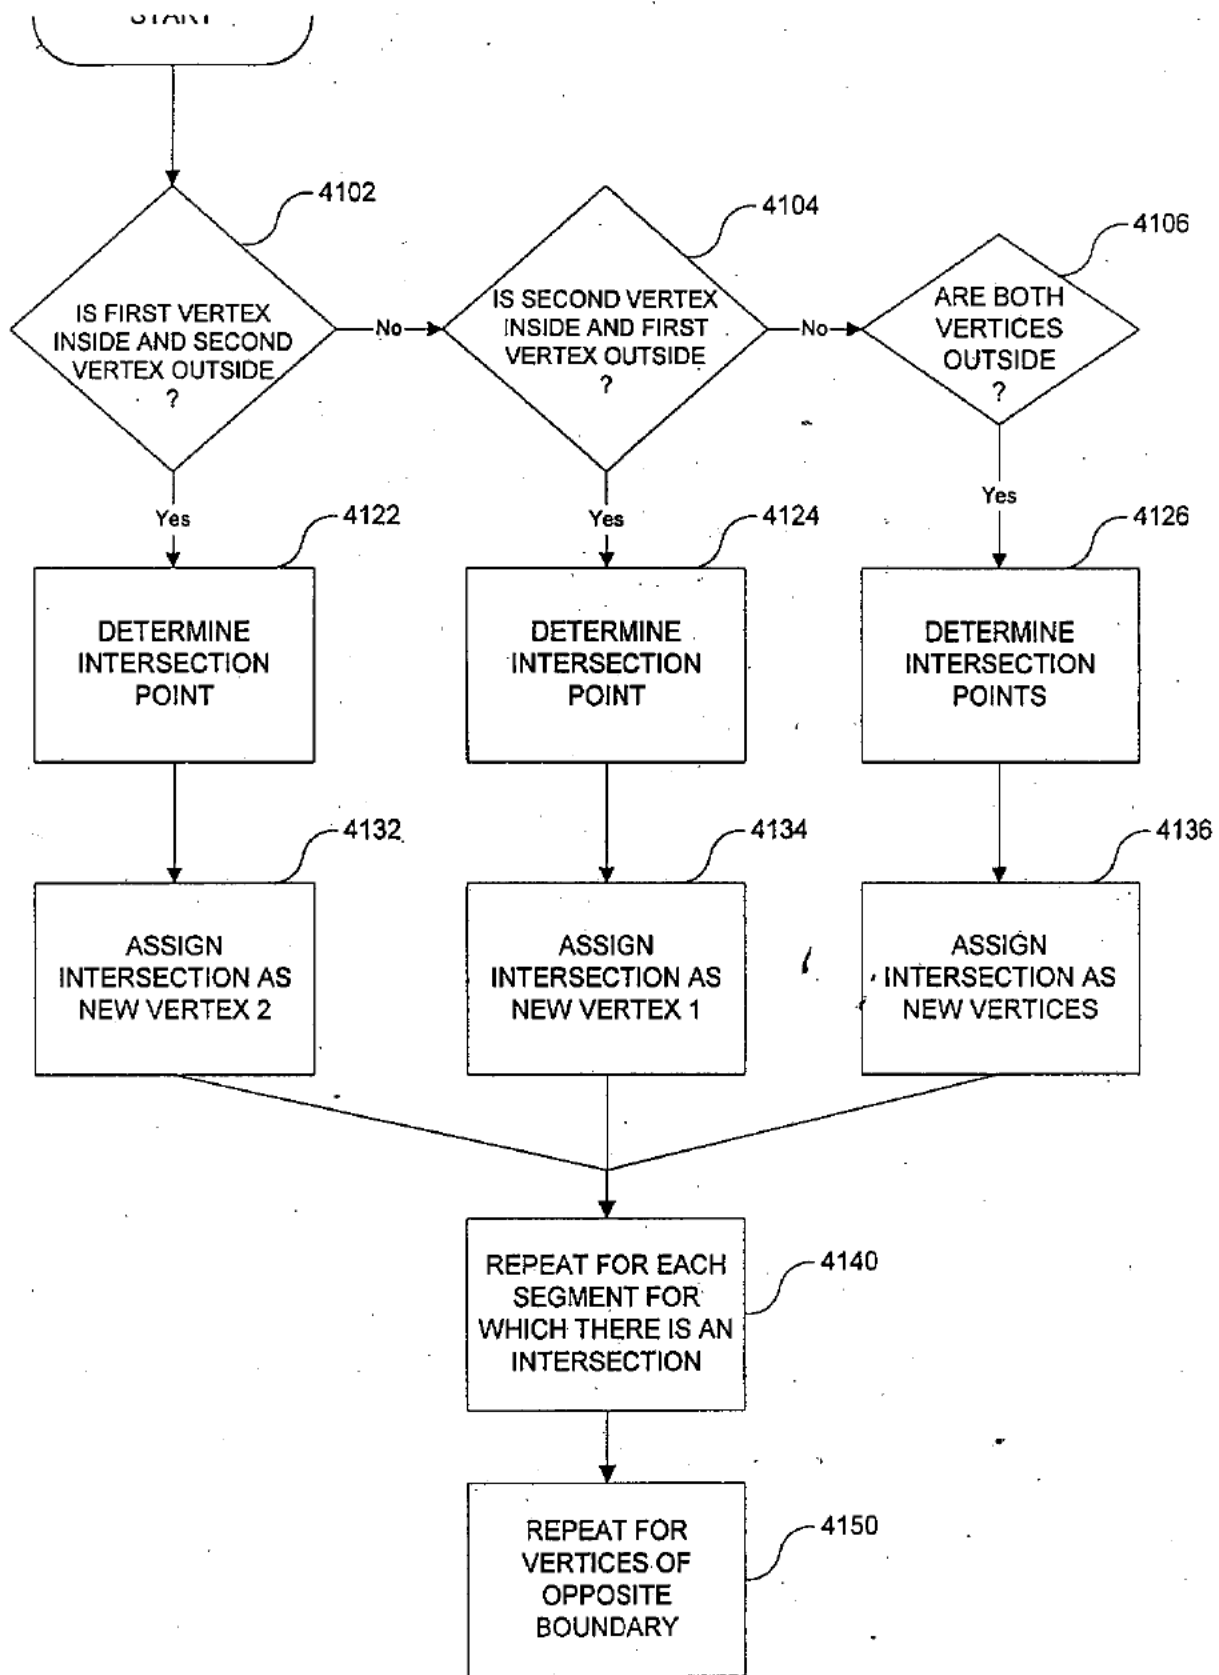 START
4102
4104
4106
IS FIRST VERTEX
INSIDE AND SECOND
VERTEX OUTSIDE
?
No
IS SECOND VERTEX
INSIDE AND FIRST
VERTEX OUTSIDE
?
No
ARE BOTH
VERTICES
OUTSIDE
?
Yes
Yes
Yes
4122
4124
4126
DETERMINE
INTERSECTION
POINT
DETERMINE
INTERSECTION
POINT
DETERMINE
INTERSECTION
POINTS
4132
4134
4136
ASSIGN
INTERSECTION AS
NEW VERTEX 2
ASSIGN
INTERSECTION AS
NEW VERTEX 1
ASSIGN
INTERSECTION AS
NEW VERTICES
REPEAT FOR EACH
SEGMENT FOR
WHICH THERE IS AN
INTERSECTION
4140
REPEAT FOR
VERTICES OF
OPPOSITE
BOUNDARY
4150